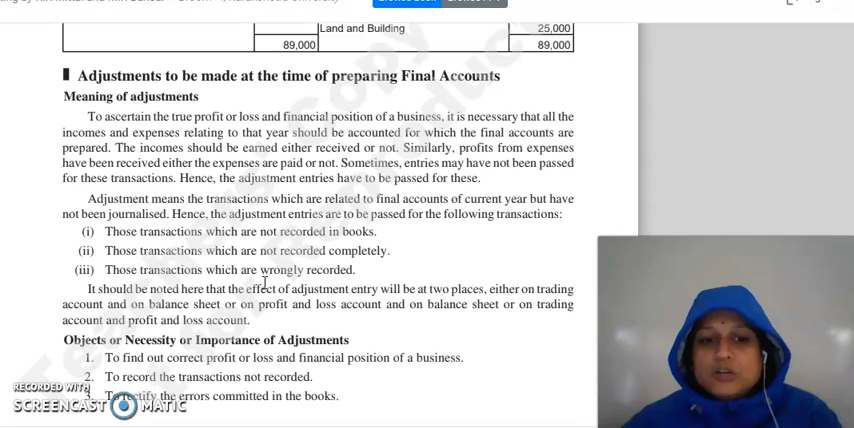 Land and Building 25,000
89,000 89,000
Adjustments to be made at the time of preparing Final Accounts
Meaning of adjustments
To ascertain the true profit or loss and financial position of a business, it is necessary that all the
incomes and expenses relating to that year should be accounted for which the final accounts are
prepared. The incomes should be earned either received or not. Similarly, profits from expenses
have been received either the expenses are paid or not. Sometimes, entries may have not been passed
for these transactions. Hence, the adjustment entries have to be passed for these.
Adjustment means the transactions which are related to final accounts of current year but have
not been journalised. Hence, the adjustment entries are to be passed for the following transactions:
(i) Those transactions which are not recorded in books.
(ii) Those transactions which are not recorded completely.
(iii) Those transactions which are wrongly recorded.
It should be noted here that the effect of adjustment entry will be at two places, either on trading
account and on balance sheet or on profit and loss account and on balance sheet or on trading
account and profit and loss account.
Objects or Necessity or Importance of Adjustments
1. To find out correct profit or loss and financial position of a business.
2. To record the transactions not recorded.
3. To rectify the errors committed in the books.
RECORDED WITH
SCREENCAST MATIC